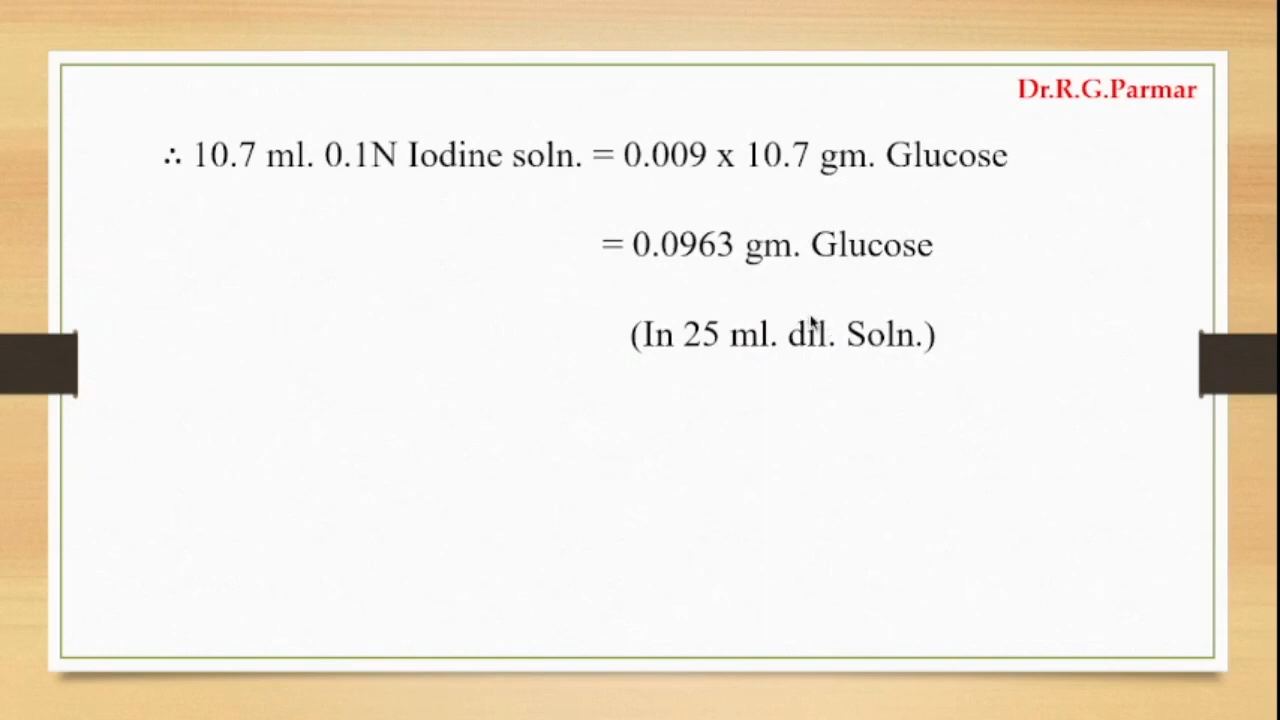 Dr.R.G.Parmar
∴ 10.7 ml. 0.1N Iodine soln. = 0.009 x 10.7 gm. Glucose
= 0.0963 gm. Glucose
(In 25 ml. dil. Soln.)